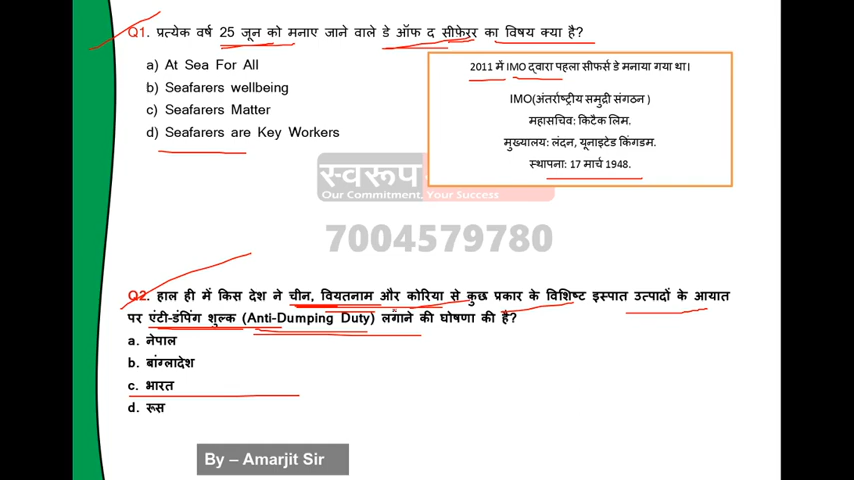 Q1. प्रत्येक वर्ष 25 जून को मनाए जाने वाले डे ऑफ द सीफेरर का विषय क्या है?
a) At Sea For All
b) Seafarers wellbeing
c) Seafarers Matter
d) Seafarers are Key Workers
2011 में IMO द्वारा पहला सीफर्स डे मनाया गया था।
IMO(अंतर्राष्ट्रीय समुद्री संगठन )
महासचिव: किटैक लिम.
मुख्यालय: लंदन, यूनाइटेड किंगडम.
स्थापना: 17 मार्च 1948.
स्वरूप
Our Commitment, Your Success
7004579780
Q2. हाल ही में किस देश ने चीन, वियतनाम और कोरिया से कुछ प्रकार के विशिष्ट इस्पात उत्पादों के आयात
पर एंटी-डंपिंग शुल्क (Anti-Dumping Duty) लगाने की घोषणा की है?
a. नेपाल
b. बांग्लादेश
c. भारत
d. रूस
By – Amarjit Sir